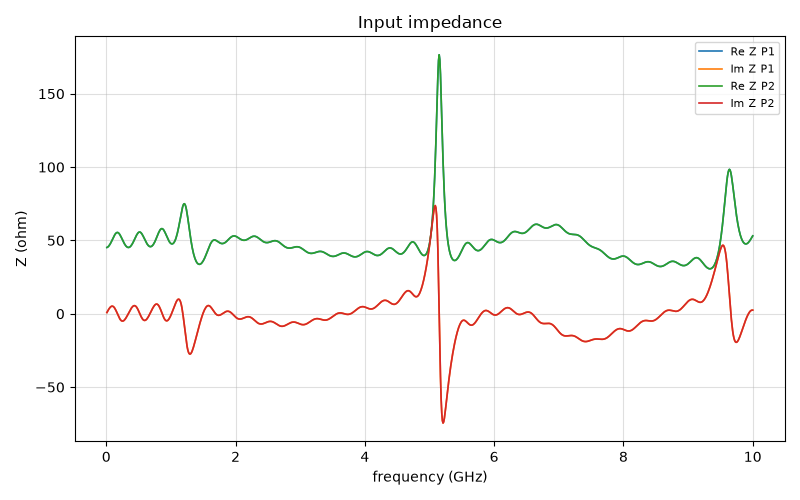 Input impedance
Re Z P1
Im Z P1
Re Z P2
Im Z P2
Z (ohm)
150
100
50
0
−50
0 2 4 6 8 10
frequency (GHz)